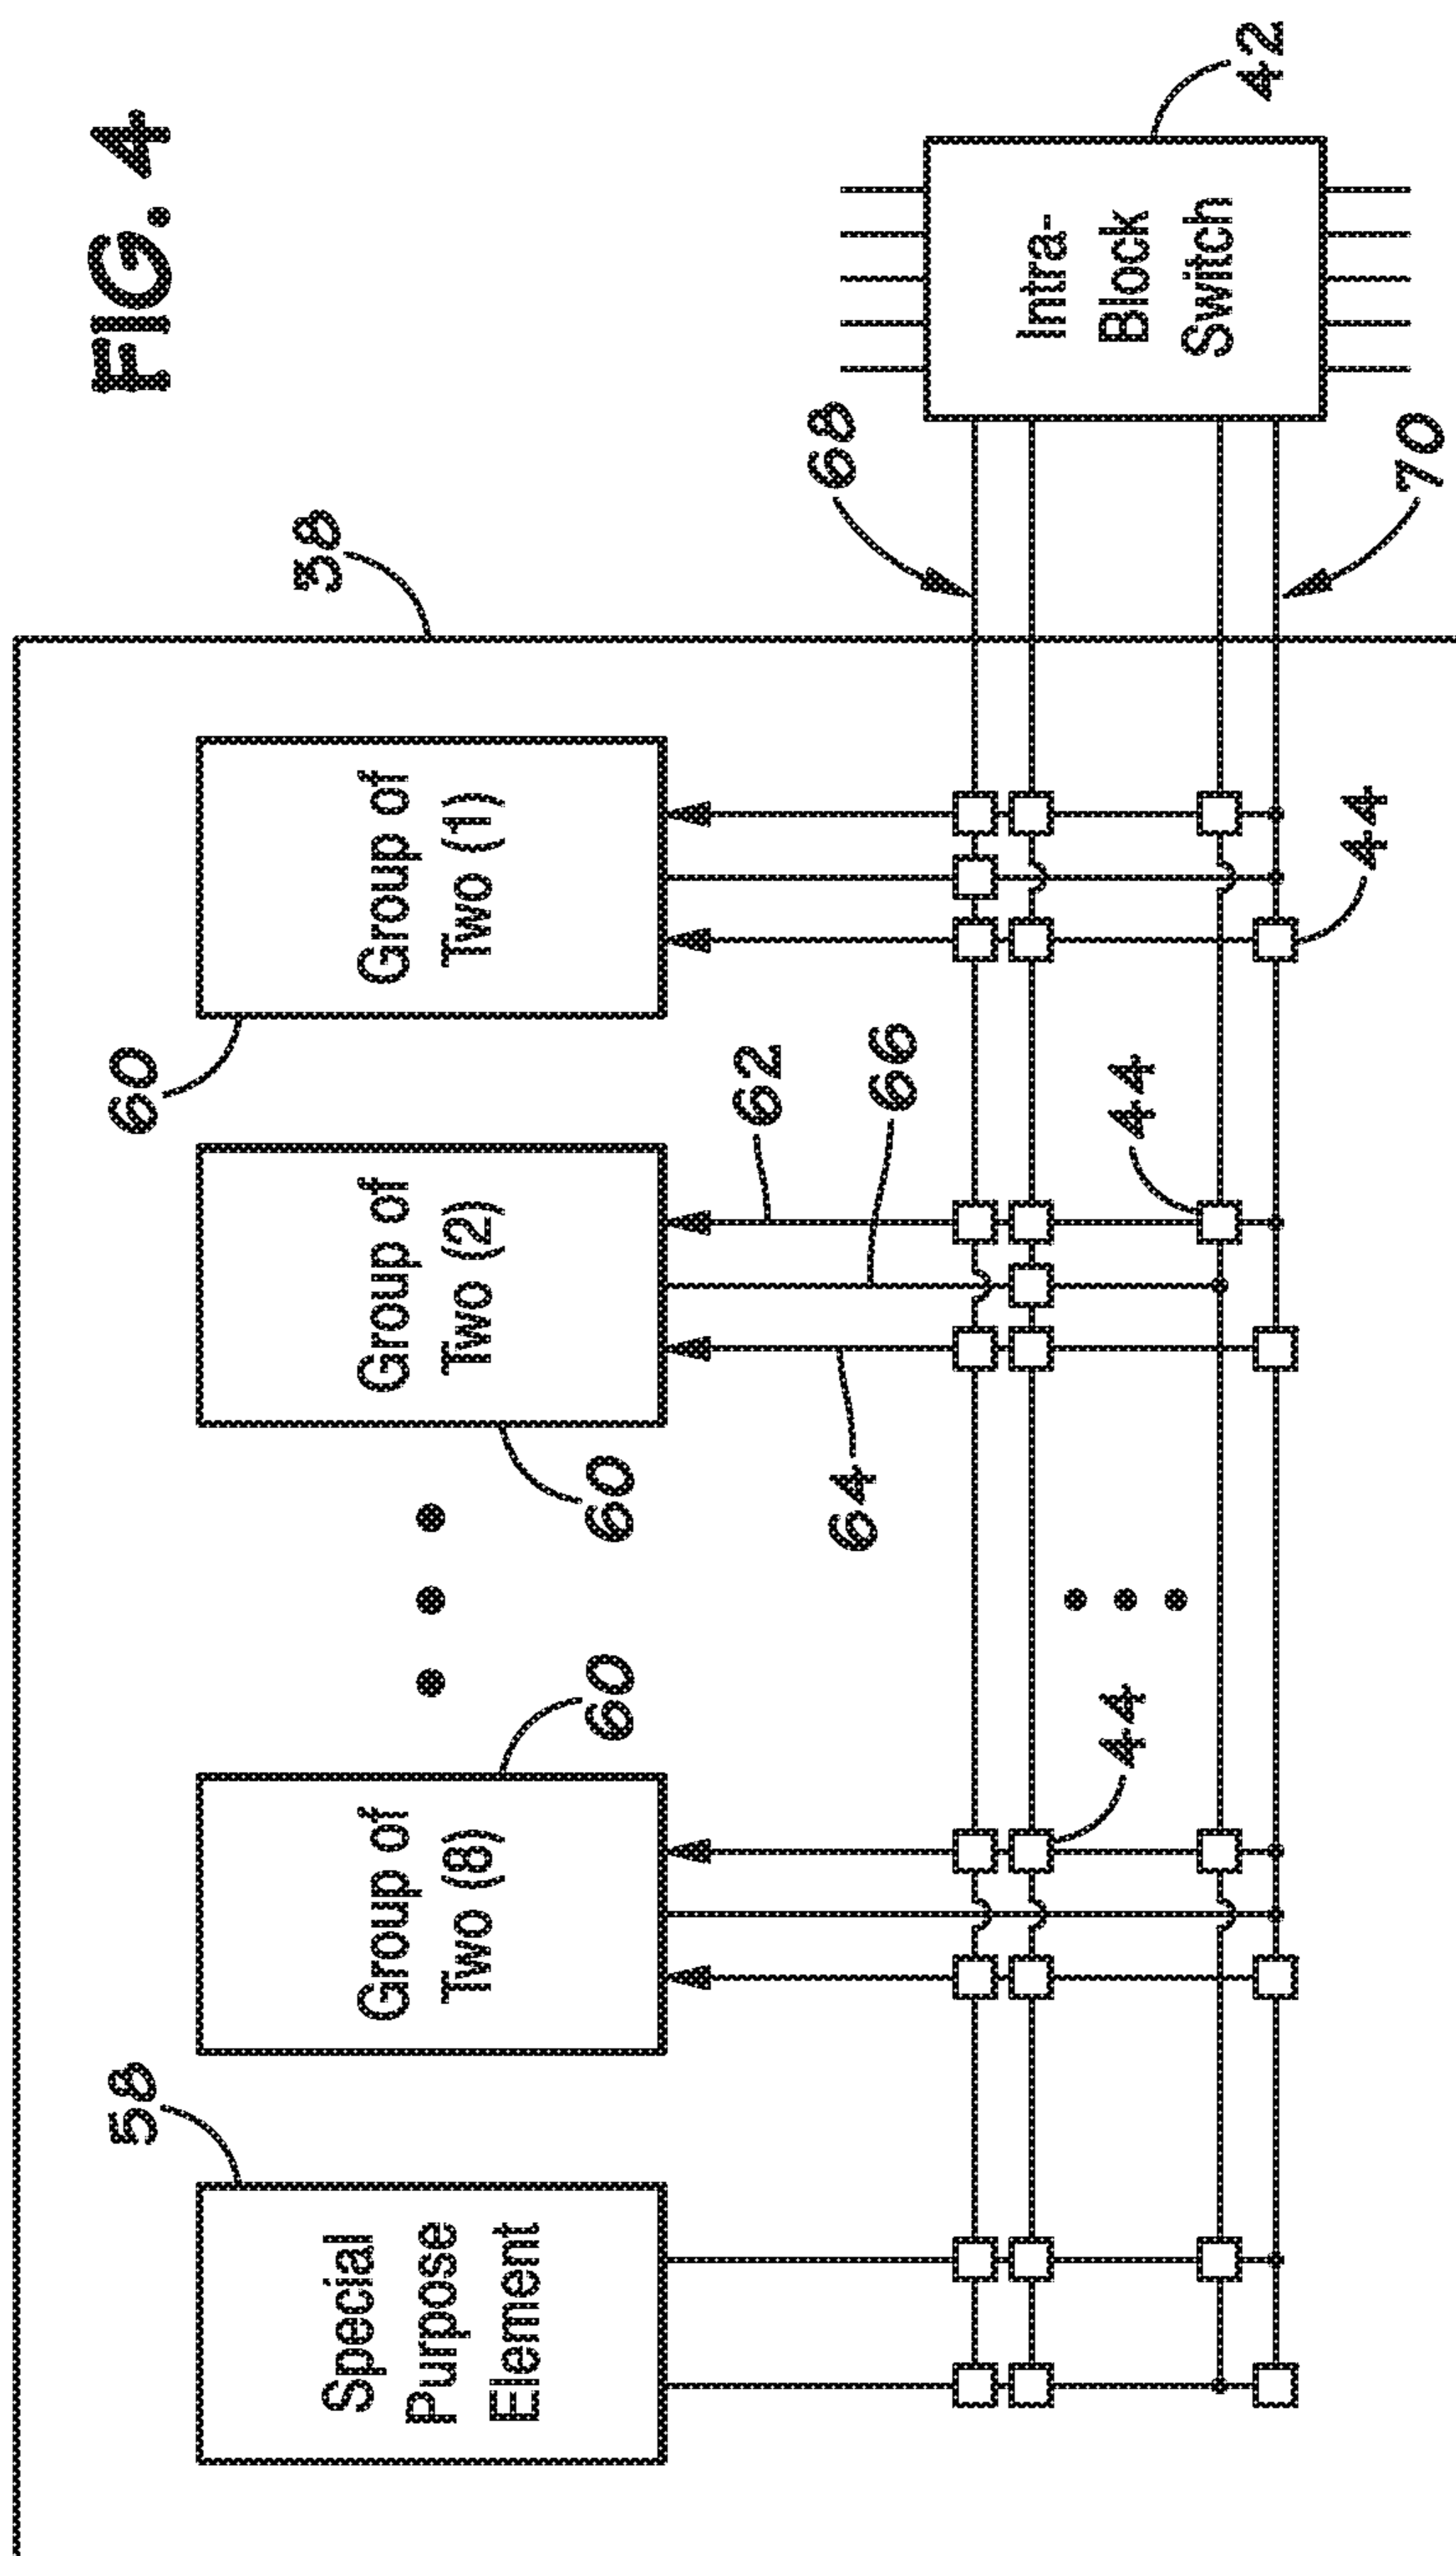 FIG. 4
58
60
38
Special
Purpose
Element
Group of
Two (8)
Group of
Two (2)
Group of
Two (1)
60
60
62
64
66
68
44
44
44
70
Intra-
Block
Switch
42